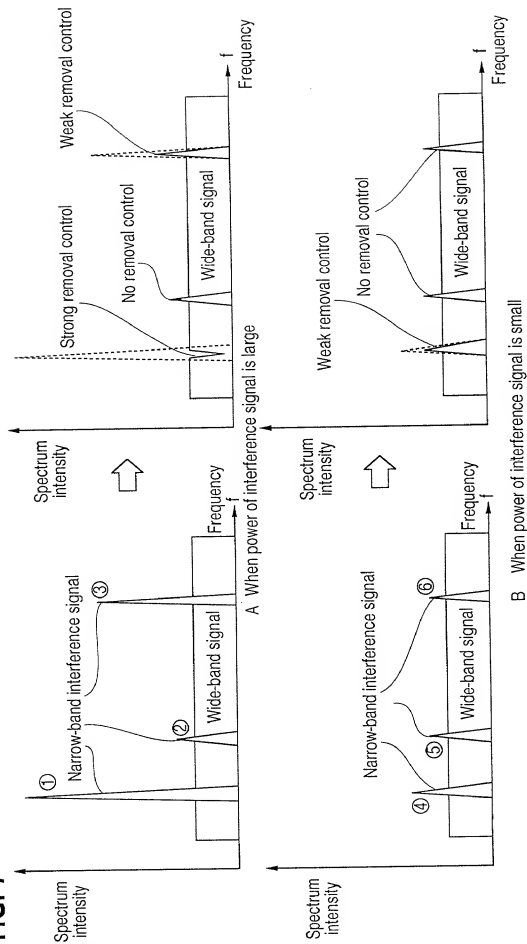 Spectrum
intensity
①
Narrow-band interference signal
②
③
Wide-band signal
Frequency
f
Spectrum
intensity
Strong removal control
No removal control
Weak removal control
Wide-band signal
f
Frequency
A When power of interference signal is large
Spectrum
intensity
Narrow-band interference signal
④
⑤
⑥
Wide-band signal
Frequency
f
Spectrum
intensity
Weak removal control
No removal control
Wide-band signal
f
Frequency
B When power of interference signal is small